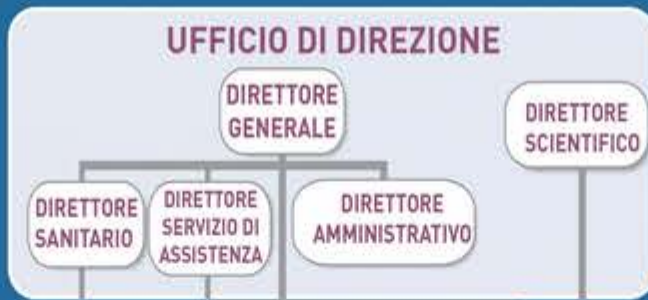 UFFICIO DI DIREZIONE
DIRETTORE
GENERALE
DIRETTORE
SCIENTIFICO
DIRETTORE
SANITARIO
DIRETTORE
SERVIZIO DI
ASSISTENZA
DIRETTORE
AMMINISTRATIVO